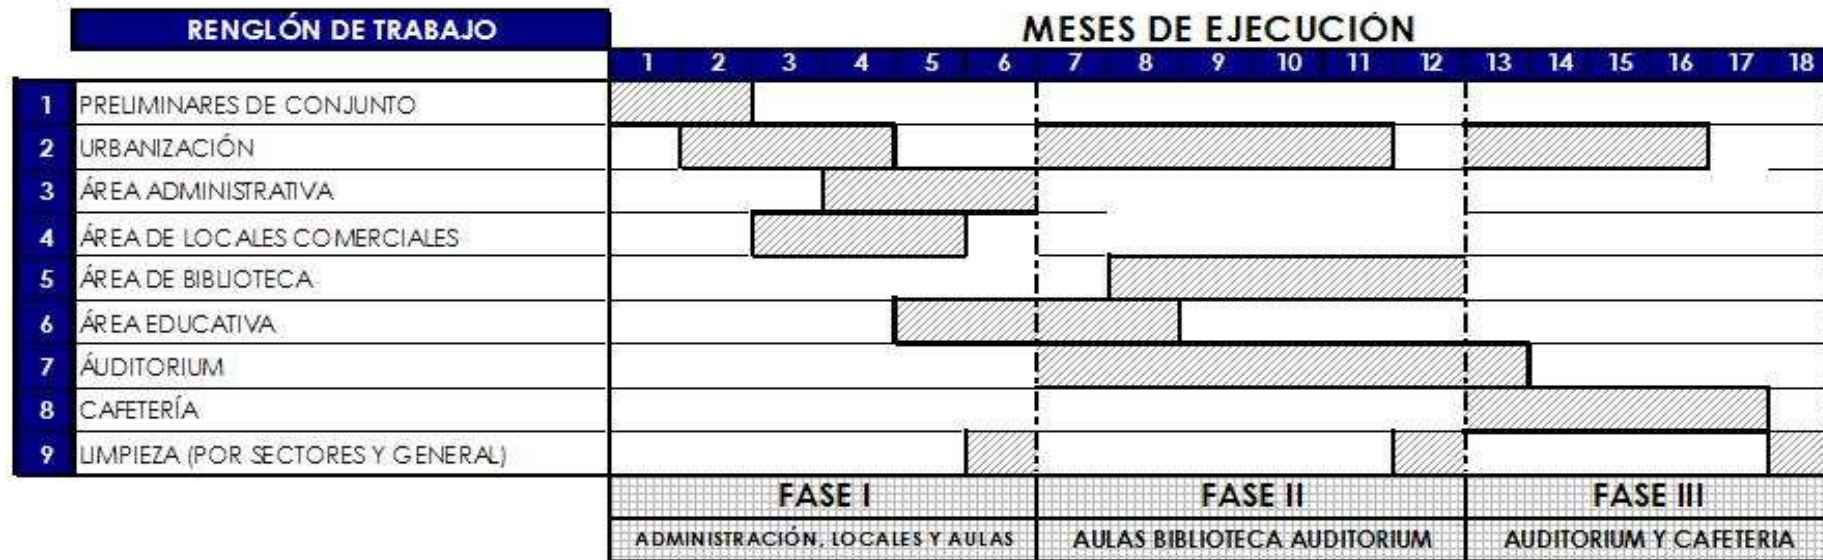 RENGLÓN DE TRABAJO
MESES DE EJECUCIÓN
1 2 3 4 5 6 7 8 9 10 11 12 13 14 15 16 17 18
1 PRELIMINARES DE CONJUNTO
2 URBANIZACIÓN
3 ÁREA ADMINISTRATIVA
4 ÁREA DE LOCALES COMERCIALES
5 ÁREA DE BIBLIOTECA
6 ÁREA EDUCATIVA
7 ÁUDITORIUM
8 CAFETERÍA
9 LIMPIEZA (POR SECTORES Y GENERAL)
FASE I FASE II FASE III
ADMINISTRACIÓN, LOCALES Y AULAS AULAS BIBLIOTECA AUDITORIUM AUDITORIUM Y CAFETERIA